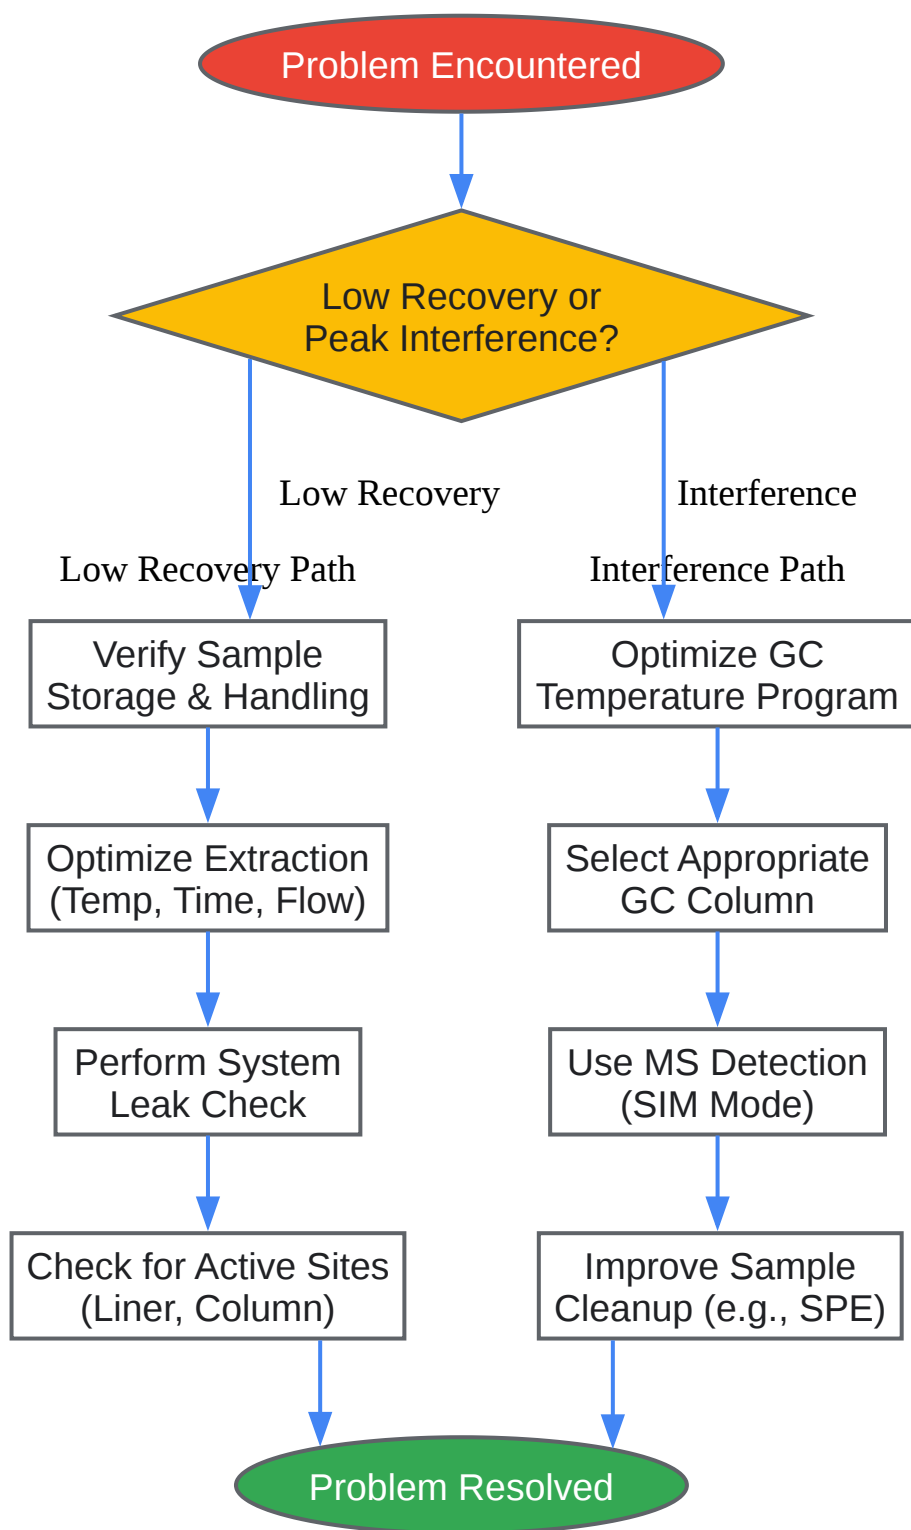 Problem Encountered
Low Recovery or
Peak Interference?
Low Recovery
Interference
Low Recovery Path
Interference Path
Verify Sample
Storage & Handling
Optimize GC
Temperature Program
Optimize Extraction
(Temp, Time, Flow)
Select Appropriate
GC Column
Perform System
Leak Check
Use MS Detection
(SIM Mode)
Check for Active Sites
(Liner, Column)
Improve Sample
Cleanup (e.g., SPE)
Problem Resolved